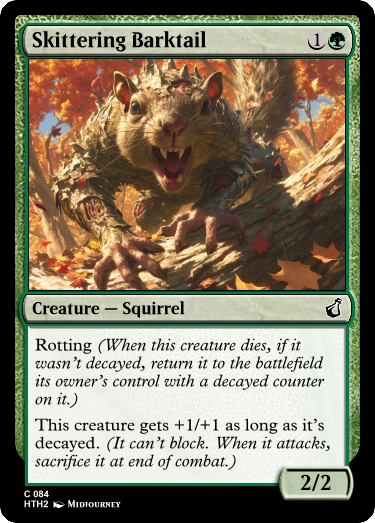 Skittering Barktail 1
Creature — Squirrel
Rotting (When this creature dies, if it
wasn't decayed, return it to the battlefield
its owner's control with a decayed counter
on it.)
This creature gets +1/+1 as long as it's
decayed. (It can't block. When it attacks,
sacrifice it at end of combat.)
2/2
C 084
HTH2 Midjourney